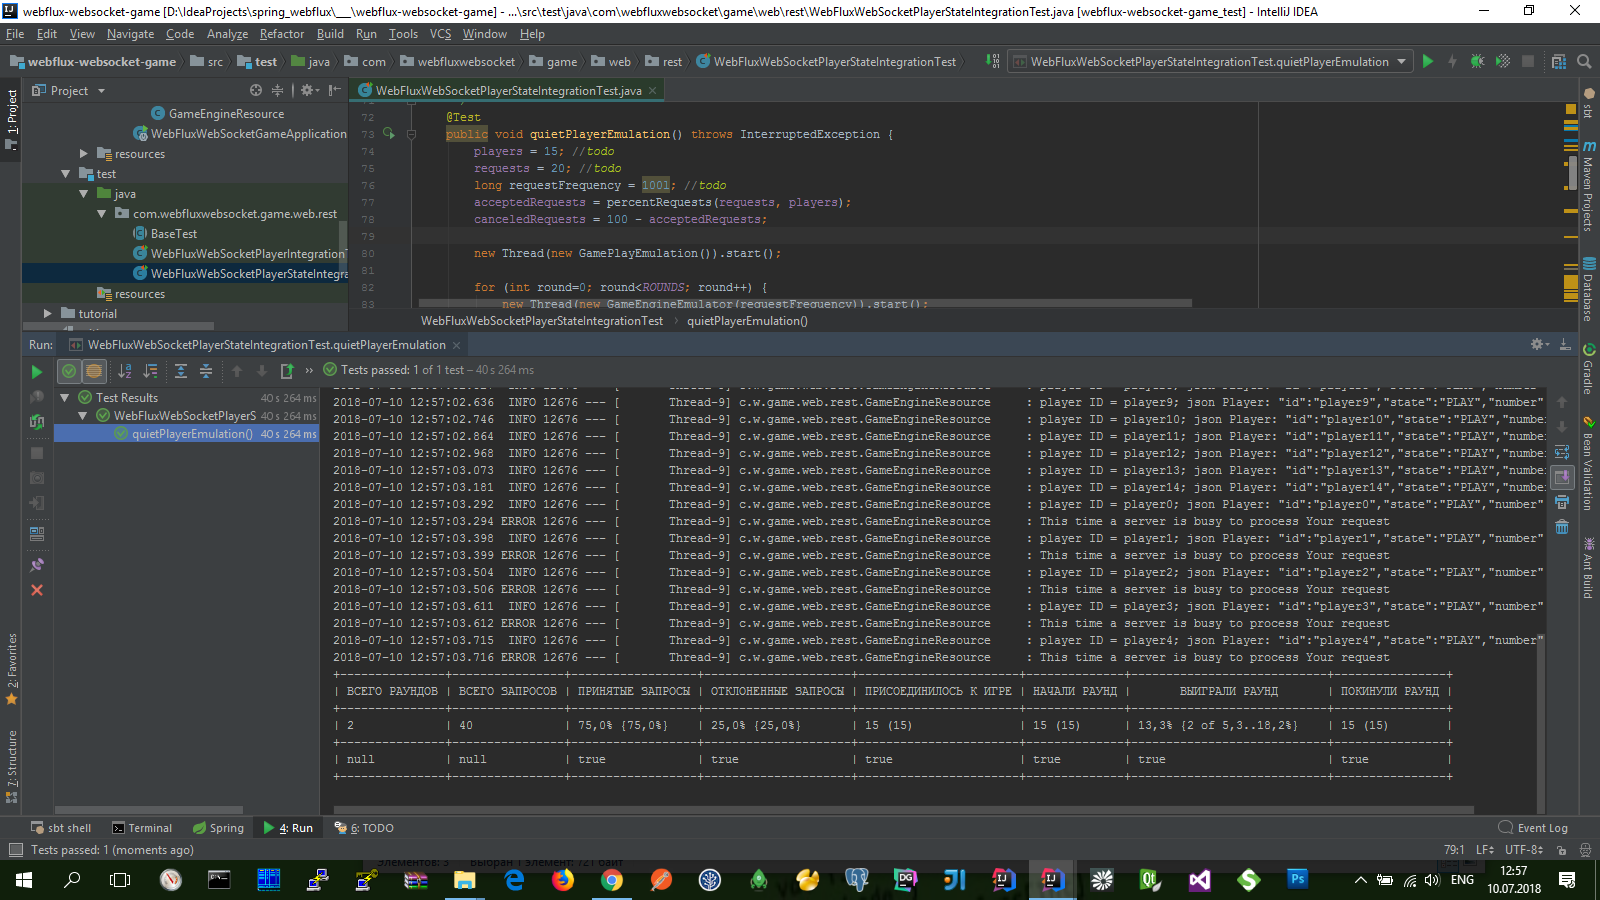 webflux-websocket-game [D:\IdeaProjects\spring_webflux\___\webflux-websocket-game] - ...\src\test\java\com\webfluxwebsocket\game\web\rest\WebFluxWebSocketPlayerStateIntegrationTest.java [webflux-websocket-game_test] - IntelliJ IDEA
File Edit View Navigate Code Analyze Refactor Build Run Tools VCS Window Help
webflux-websocket-game src test java com webfluxwebsocket game web rest WebFluxWebSocketPlayerStateIntegrationTest WebFluxWebSocketPlayerStateIntegrationTest.quietPlayerEmulation
Project
WebFluxWebSocketPlayerStateIntegrationTest.java
GameEngineResource
WebFluxWebSocketGameApplication
resources
test
java
com.webfluxwebsocket.game.web.rest
BaseTest
WebFluxWebSocketPlayerIntegrationT
WebFluxWebSocketPlayerStateIntegra
resources
tutorial
72 @Test
73 public void quietPlayerEmulation() throws InterruptedException {
74 players = 15; //todo
75 requests = 20; //todo
76 long requestFrequency = 100l; //todo
77 acceptedRequests = percentRequests(requests, players);
78 canceledRequests = 100 - acceptedRequests;
79
80 new Thread(new GamePlayEmulation()).start();
81
82 for (int round=0; round<ROUNDS; round++) {
83 new Thread(new GameEngineEmulator(requestFrequency)).start();
WebFluxWebSocketPlayerStateIntegrationTest quietPlayerEmulation()
Run: WebFluxWebSocketPlayerStateIntegrationTest.quietPlayerEmulation
Tests passed: 1 of 1 test – 40 s 264 ms
Test Results 40 s 264 ms
WebFluxWebSocketPlayerS 40 s 264 ms
quietPlayerEmulation() 40 s 264 ms
2018-07-10 12:57:02.636 INFO 12676 --- [ Thread-9] c.w.game.web.rest.GameEngineResource : player ID = player9; json Player: "id":"player9","state":"PLAY","number"
2018-07-10 12:57:02.746 INFO 12676 --- [ Thread-9] c.w.game.web.rest.GameEngineResource : player ID = player10; json Player: "id":"player10","state":"PLAY","numbe
2018-07-10 12:57:02.864 INFO 12676 --- [ Thread-9] c.w.game.web.rest.GameEngineResource : player ID = player11; json Player: "id":"player11","state":"PLAY","numbe
2018-07-10 12:57:02.968 INFO 12676 --- [ Thread-9] c.w.game.web.rest.GameEngineResource : player ID = player12; json Player: "id":"player12","state":"PLAY","numbe
2018-07-10 12:57:03.073 INFO 12676 --- [ Thread-9] c.w.game.web.rest.GameEngineResource : player ID = player13; json Player: "id":"player13","state":"PLAY","numbe
2018-07-10 12:57:03.181 INFO 12676 --- [ Thread-9] c.w.game.web.rest.GameEngineResource : player ID = player14; json Player: "id":"player14","state":"PLAY","numbe
2018-07-10 12:57:03.292 INFO 12676 --- [ Thread-9] c.w.game.web.rest.GameEngineResource : player ID = player0; json Player: "id":"player0","state":"PLAY","number"
2018-07-10 12:57:03.294 ERROR 12676 --- [ Thread-9] c.w.game.web.rest.GameEngineResource : This time a server is busy to process Your request
2018-07-10 12:57:03.398 INFO 12676 --- [ Thread-9] c.w.game.web.rest.GameEngineResource : player ID = player1; json Player: "id":"player1","state":"PLAY","number"
2018-07-10 12:57:03.399 ERROR 12676 --- [ Thread-9] c.w.game.web.rest.GameEngineResource : This time a server is busy to process Your request
2018-07-10 12:57:03.504 INFO 12676 --- [ Thread-9] c.w.game.web.rest.GameEngineResource : player ID = player2; json Player: "id":"player2","state":"PLAY","number"
2018-07-10 12:57:03.506 ERROR 12676 --- [ Thread-9] c.w.game.web.rest.GameEngineResource : This time a server is busy to process Your request
2018-07-10 12:57:03.611 INFO 12676 --- [ Thread-9] c.w.game.web.rest.GameEngineResource : player ID = player3; json Player: "id":"player3","state":"PLAY","number"
2018-07-10 12:57:03.612 ERROR 12676 --- [ Thread-9] c.w.game.web.rest.GameEngineResource : This time a server is busy to process Your request
2018-07-10 12:57:03.715 INFO 12676 --- [ Thread-9] c.w.game.web.rest.GameEngineResource : player ID = player4; json Player: "id":"player4","state":"PLAY","number"
2018-07-10 12:57:03.716 ERROR 12676 --- [ Thread-9] c.w.game.web.rest.GameEngineResource : This time a server is busy to process Your request
| ВСЕГО РАУНДОВ | ВСЕГО ЗАПРОСОВ | ПРИНЯТЫЕ ЗАПРОСЫ | ОТКЛОНЕННЫЕ ЗАПРОСЫ | ПРИСОЕДИНИЛОСЬ К ИГРЕ | НАЧАЛИ РАУНД | ВЫИГРАЛИ РАУНД | ПОКИНУЛИ РАУНД |
| 2 | 40 | 75,0% {75,0%} | 25,0% {25,0%} | 15 (15) | 15 (15) | 13,3% {2 of 5,3..18,2%} | 15 (15) |
| null | null | true | true | true | true | true | true |
1: Project
2: Favorites
7: Structure
sbt
Maven Projects
Database
Gradle
Bean Validation
Ant Build
sbt shell Terminal Spring 4: Run 6: TODO Event Log
Tests passed: 1 (moments ago) 79:1 LF UTF-8
Элементов: 3 Выбран 1 элемент: 721 байт
ENG 12:57
10.07.2018